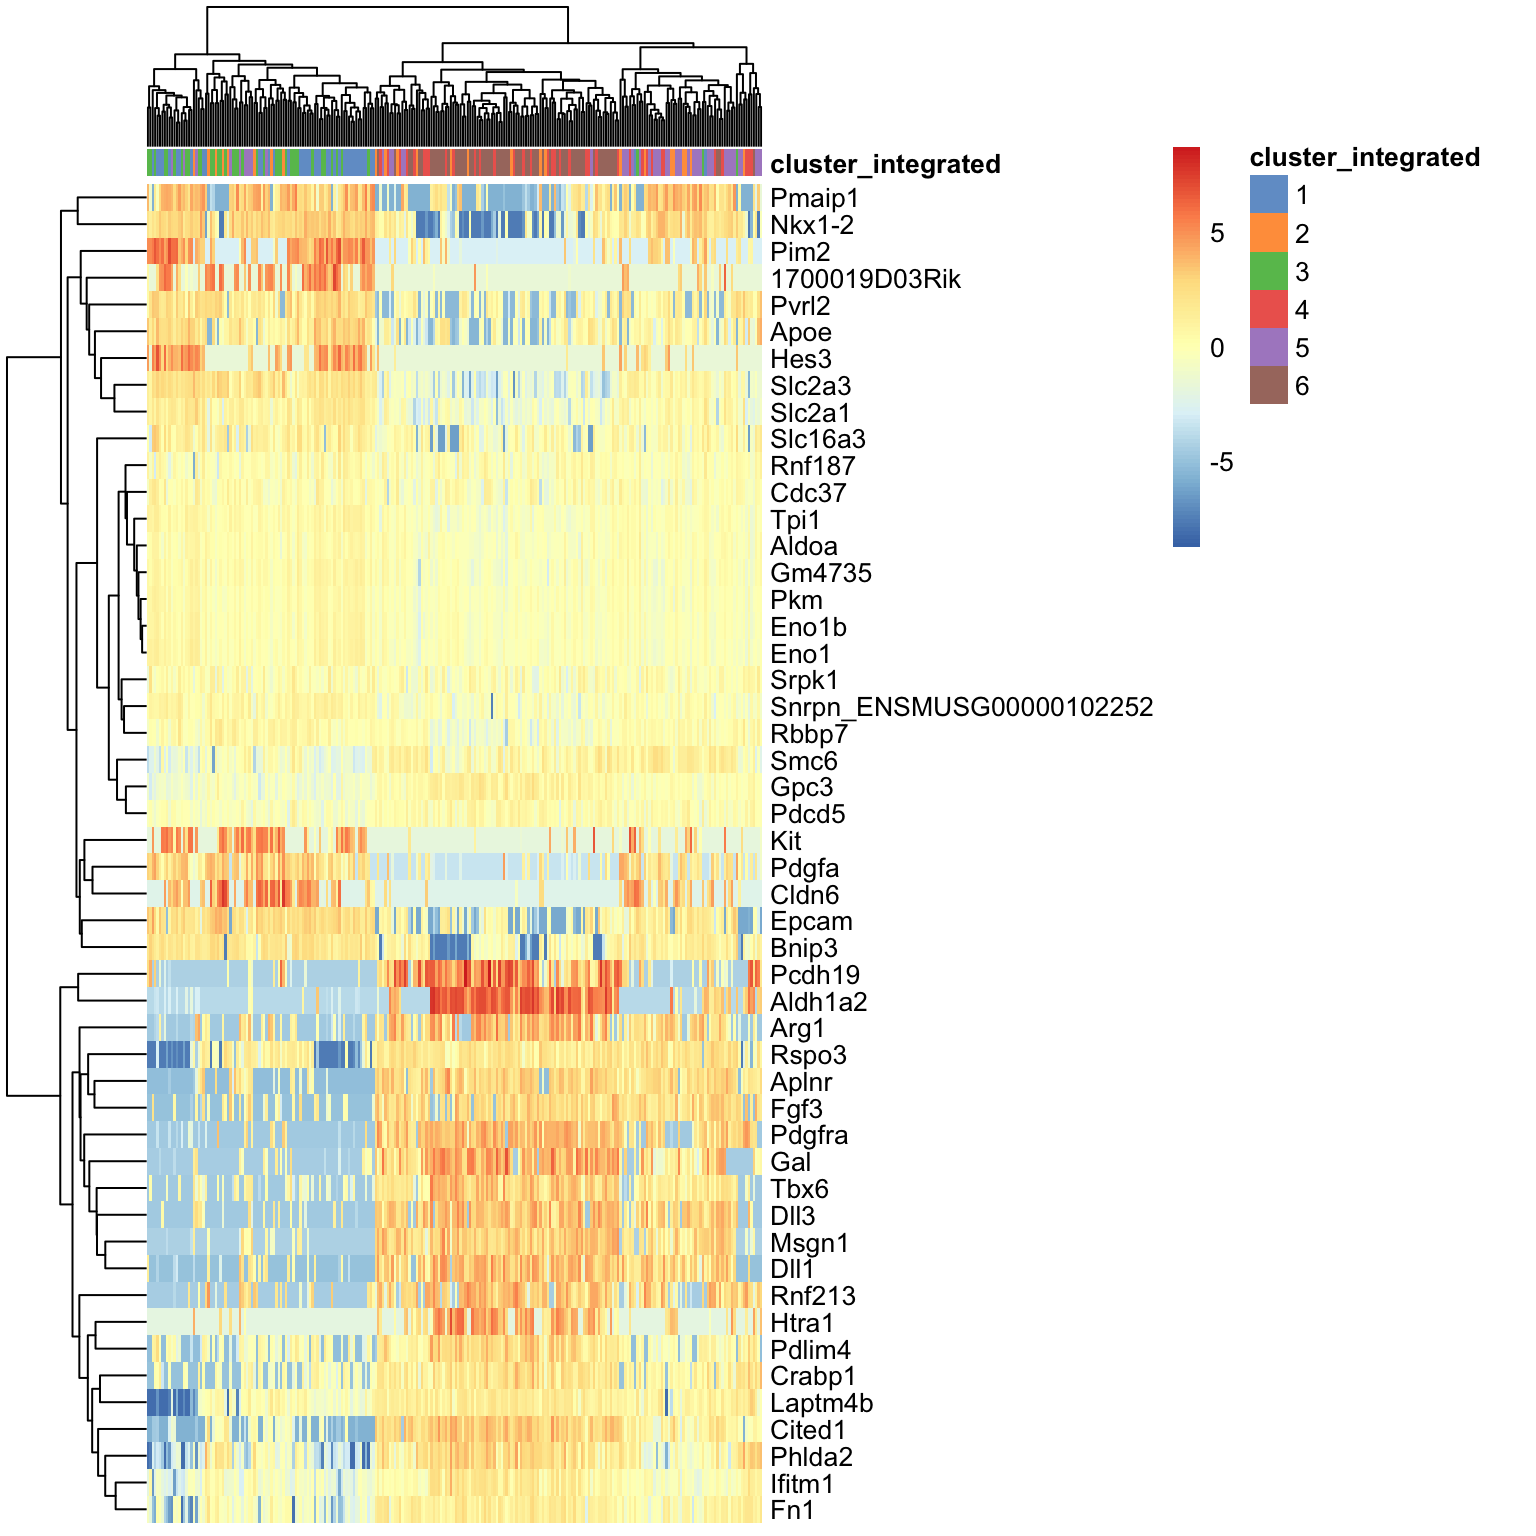 cluster_integrated
Pmaip1
Nkx1-2
Pim2
1700019D03Rik
Pvrl2
Apoe
Hes3
Slc2a3
Slc2a1
Slc16a3
Rnf187
Cdc37
Tpi1
Aldoa
Gm4735
Pkm
Eno1b
Eno1
Srpk1
Snrpn_ENSMUSG00000102252
Rbbp7
Smc6
Gpc3
Pdcd5
Kit
Pdgfa
Cldn6
Epcam
Bnip3
Pcdh19
Aldh1a2
Arg1
Rspo3
Aplnr
Fgf3
Pdgfra
Gal
Tbx6
Dll3
Msgn1
Dll1
Rnf213
Htra1
Pdlim4
Crabp1
Laptm4b
Cited1
Phlda2
Ifitm1
Fn1
5
0
-5
cluster_integrated
1
2
3
4
5
6